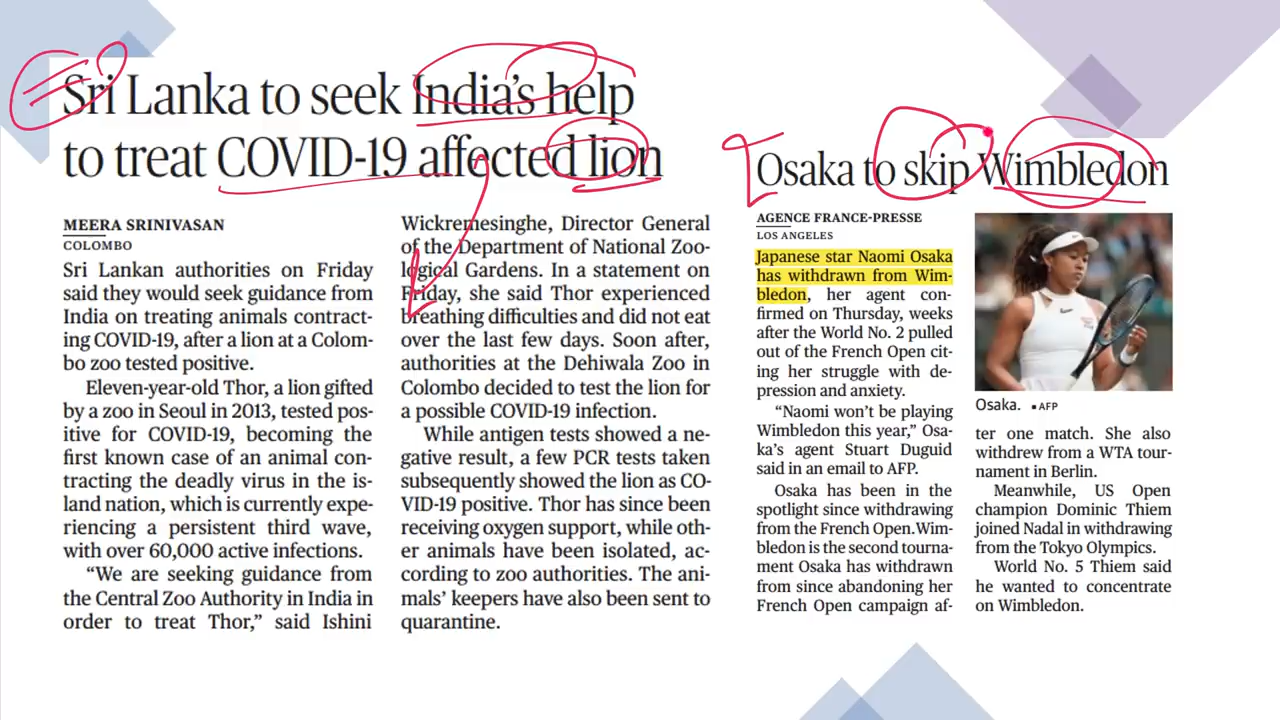 Sri Lanka to seek India's help
to treat COVID-19 affected lion
MEERA SRINIVASAN
COLOMBO
Sri Lankan authorities on Friday
said they would seek guidance from
India on treating animals contract-
ing COVID-19, after a lion at a Colom-
bo zoo tested positive.
Eleven-year-old Thor, a lion gifted
by a zoo in Seoul in 2013, tested pos-
itive for COVID-19, becoming the
first known case of an animal con-
tracting the deadly virus in the is-
land nation, which is currently expe-
riencing a persistent third wave,
with over 60,000 active infections.
"We are seeking guidance from
the Central Zoo Authority in India in
order to treat Thor," said Ishini
Wickremesinghe, Director General
of the Department of National Zoo-
logical Gardens. In a statement on
Friday, she said Thor experienced
breathing difficulties and did not eat
over the last few days. Soon after,
authorities at the Dehiwala Zoo in
Colombo decided to test the lion for
a possible COVID-19 infection.
While antigen tests showed a ne-
gative result, a few PCR tests taken
subsequently showed the lion as CO-
VID-19 positive. Thor has since been
receiving oxygen support, while oth-
er animals have been isolated, ac-
cording to zoo authorities. The ani-
mals' keepers have also been sent to
quarantine.
Osaka to skip Wimbledon
AGENCE FRANCE-PRESSE
LOS ANGELES
Japanese star Naomi Osaka
has withdrawn from Wim-
bledon, her agent con-
firmed on Thursday, weeks
after the World No. 2 pulled
out of the French Open cit-
ing her struggle with de-
pression and anxiety.
"Naomi won't be playing
Wimbledon this year," Osa-
ka's agent Stuart Duguid
said in an email to AFP.
Osaka has been in the
spotlight since withdrawing
from the French Open.Wim-
bledon is the second tourna-
ment Osaka has withdrawn
from since abandoning her
French Open campaign af-
Osaka. ▪ AFP
ter one match. She also
withdrew from a WTA tour-
nament in Berlin.
Meanwhile, US Open
champion Dominic Thiem
joined Nadal in withdrawing
from the Tokyo Olympics.
World No. 5 Thiem said
he wanted to concentrate
on Wimbledon.